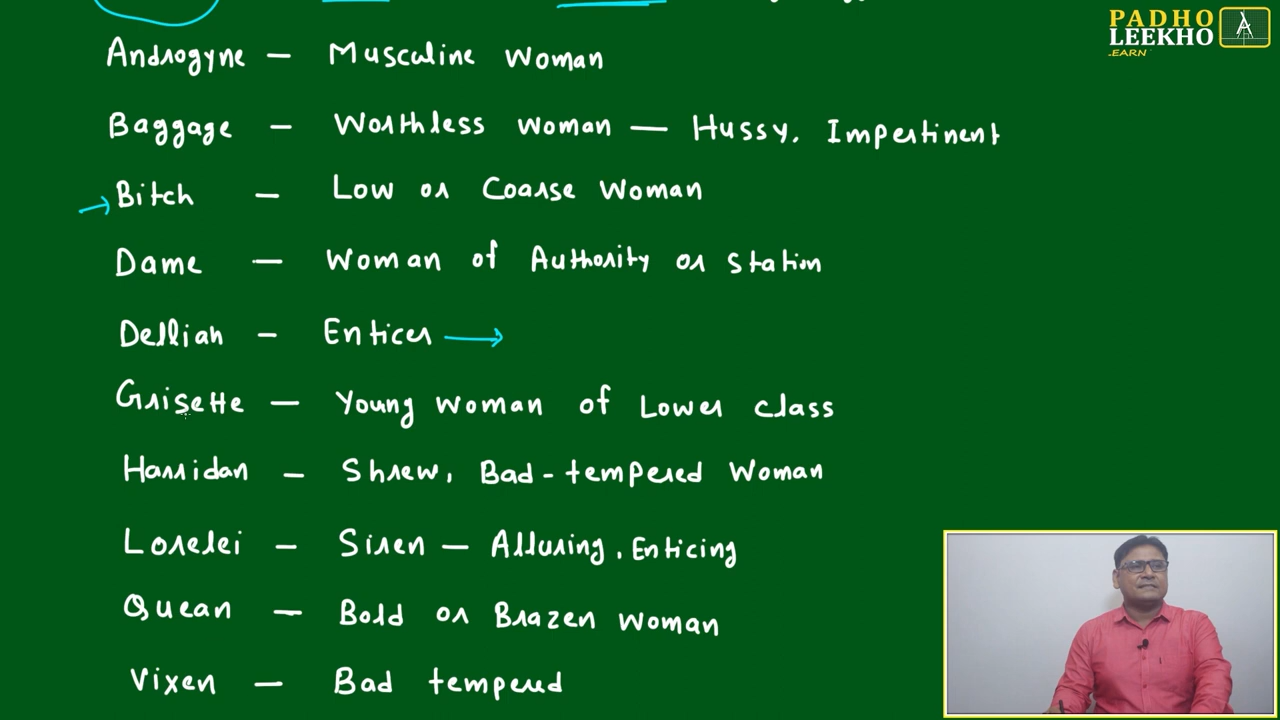 PADHO
LEEKHO
.EARN
Androgyne — Musculine Woman
Baggage — Worthless woman — Hussy, Impertinent
Bitch — Low or Coarse Woman
Dame — Woman of Authority or Station
Delliah — Enticer
Grisette — Young Woman of Lower class
Harridan — Shrew, Bad-tempered Woman
Lorelei — Siren — Alluring, Enticing
Quean — Bold or Brazen woman
Vixen — Bad tempered